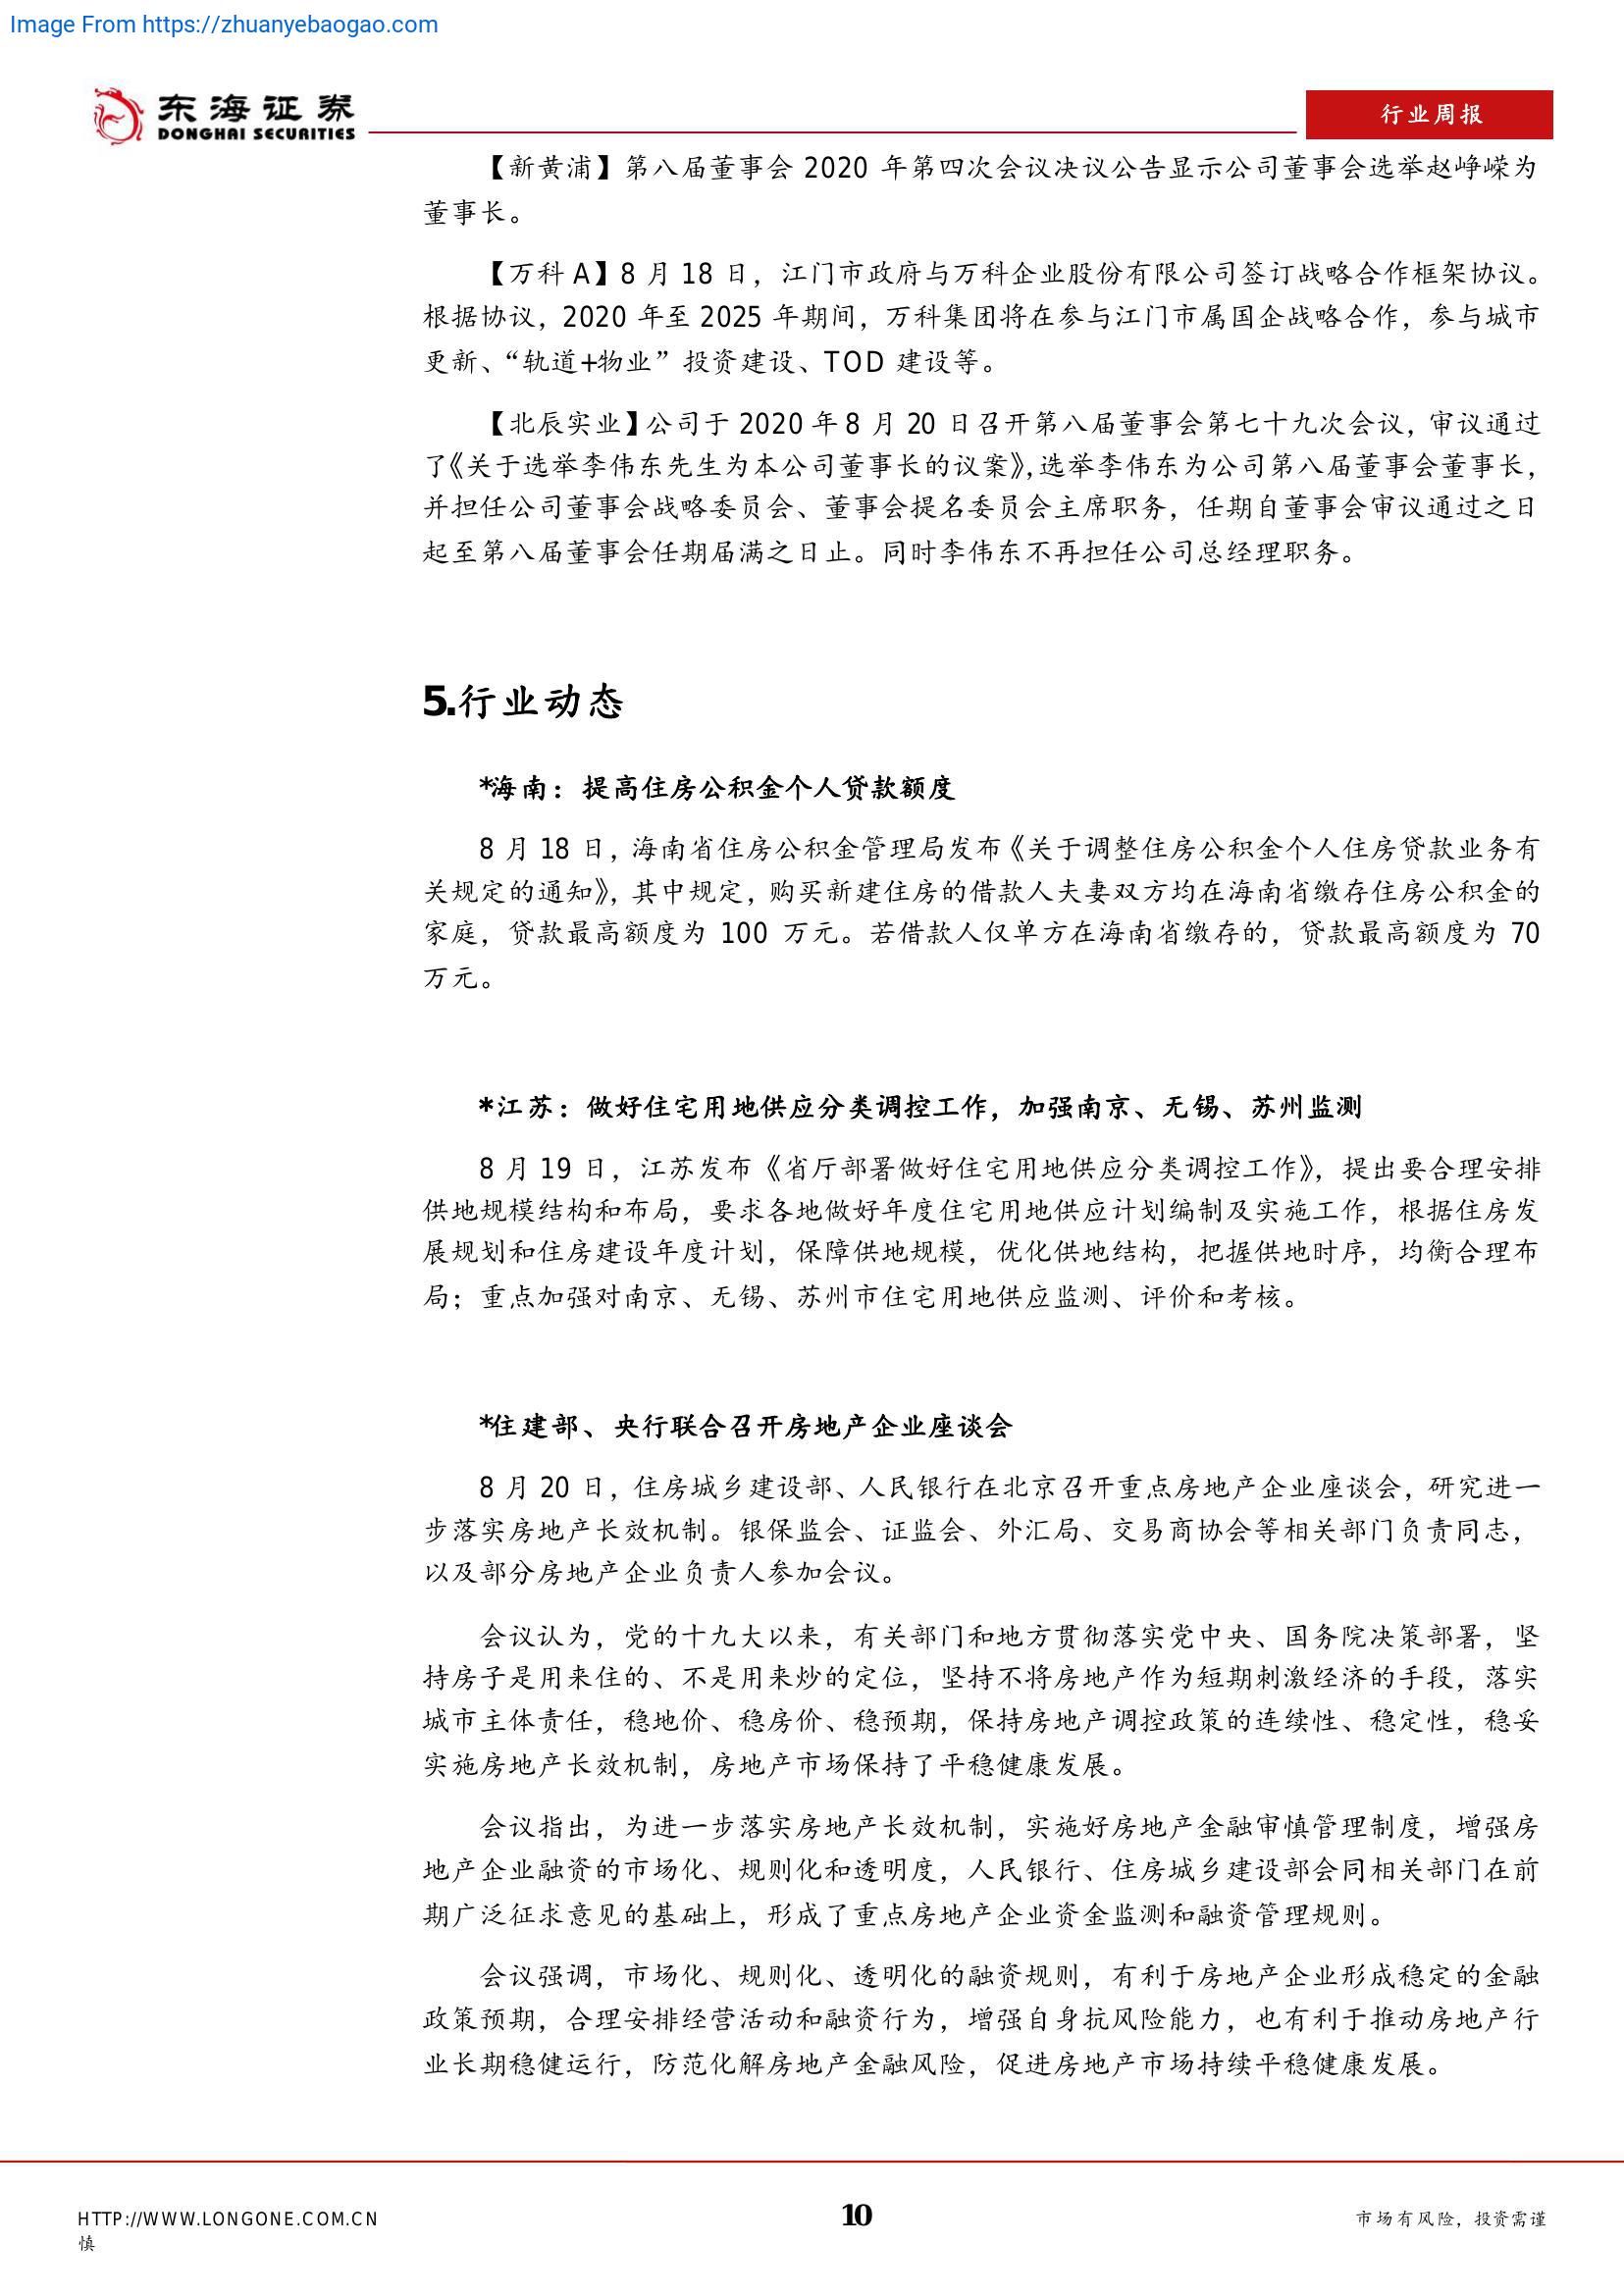 Image From https://zhuanyebaogao.com
东海证券
DONGHAI SECURITIES
行业周报
【新黄浦】第八届董事会 2020 年第四次会议决议公告显示公司董事会选举赵峥嵘为
董事长。
【万科 A】8 月 18 日，江门市政府与万科企业股份有限公司签订战略合作框架协议。
根据协议，2020 年至 2025 年期间，万科集团将在参与江门市属国企战略合作，参与城市
更新、“轨道+物业”投资建设、TOD 建设等。
【北辰实业】公司于 2020 年 8 月 20 日召开第八届董事会第七十九次会议，审议通过
了《关于选举李伟东先生为本公司董事长的议案》，选举李伟东为公司第八届董事会董事长，
并担任公司董事会战略委员会、董事会提名委员会主席职务，任期自董事会审议通过之日
起至第八届董事会任期届满之日止。同时李伟东不再担任公司总经理职务。
5.行业动态
*海南：提高住房公积金个人贷款额度
8 月 18 日，海南省住房公积金管理局发布《关于调整住房公积金个人住房贷款业务有
关规定的通知》，其中规定，购买新建住房的借款人夫妻双方均在海南省缴存住房公积金的
家庭，贷款最高额度为 100 万元。若借款人仅单方在海南省缴存的，贷款最高额度为 70
万元。
*江苏：做好住宅用地供应分类调控工作，加强南京、无锡、苏州监测
8 月 19 日，江苏发布《省厅部署做好住宅用地供应分类调控工作》，提出要合理安排
供地规模结构和布局，要求各地做好年度住宅用地供应计划编制及实施工作，根据住房发
展规划和住房建设年度计划，保障供地规模，优化供地结构，把握供地时序，均衡合理布
局；重点加强对南京、无锡、苏州市住宅用地供应监测、评价和考核。
*住建部、央行联合召开房地产企业座谈会
8 月 20 日，住房城乡建设部、人民银行在北京召开重点房地产企业座谈会，研究进一
步落实房地产长效机制。银保监会、证监会、外汇局、交易商协会等相关部门负责同志，
以及部分房地产企业负责人参加会议。
会议认为，党的十九大以来，有关部门和地方贯彻落实党中央、国务院决策部署，坚
持房子是用来住的、不是用来炒的定位，坚持不将房地产作为短期刺激经济的手段，落实
城市主体责任，稳地价、稳房价、稳预期，保持房地产调控政策的连续性、稳定性，稳妥
实施房地产长效机制，房地产市场保持了平稳健康发展。
会议指出，为进一步落实房地产长效机制，实施好房地产金融审慎管理制度，增强房
地产企业融资的市场化、规则化和透明度，人民银行、住房城乡建设部会同相关部门在前
期广泛征求意见的基础上，形成了重点房地产企业资金监测和融资管理规则。
会议强调，市场化、规则化、透明化的融资规则，有利于房地产企业形成稳定的金融
政策预期，合理安排经营活动和融资行为，增强自身抗风险能力，也有利于推动房地产行
业长期稳健运行，防范化解房地产金融风险，促进房地产市场持续平稳健康发展。
HTTP://WWW.LONGONE.COM.CN
10
市场有风险，投资需谨
慎